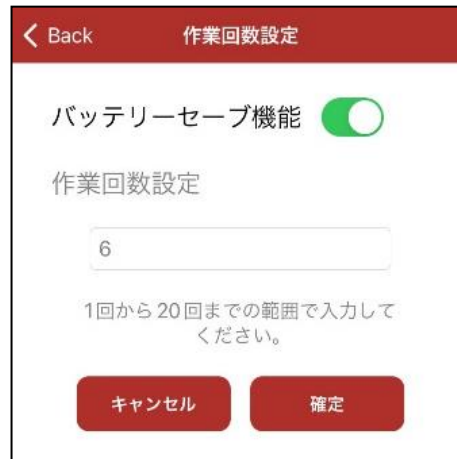 Back 作業回数設定
バッテリーセーブ機能
作業回数設定
6
1回から20回までの範囲で入力して
ください。
キャンセル 確定